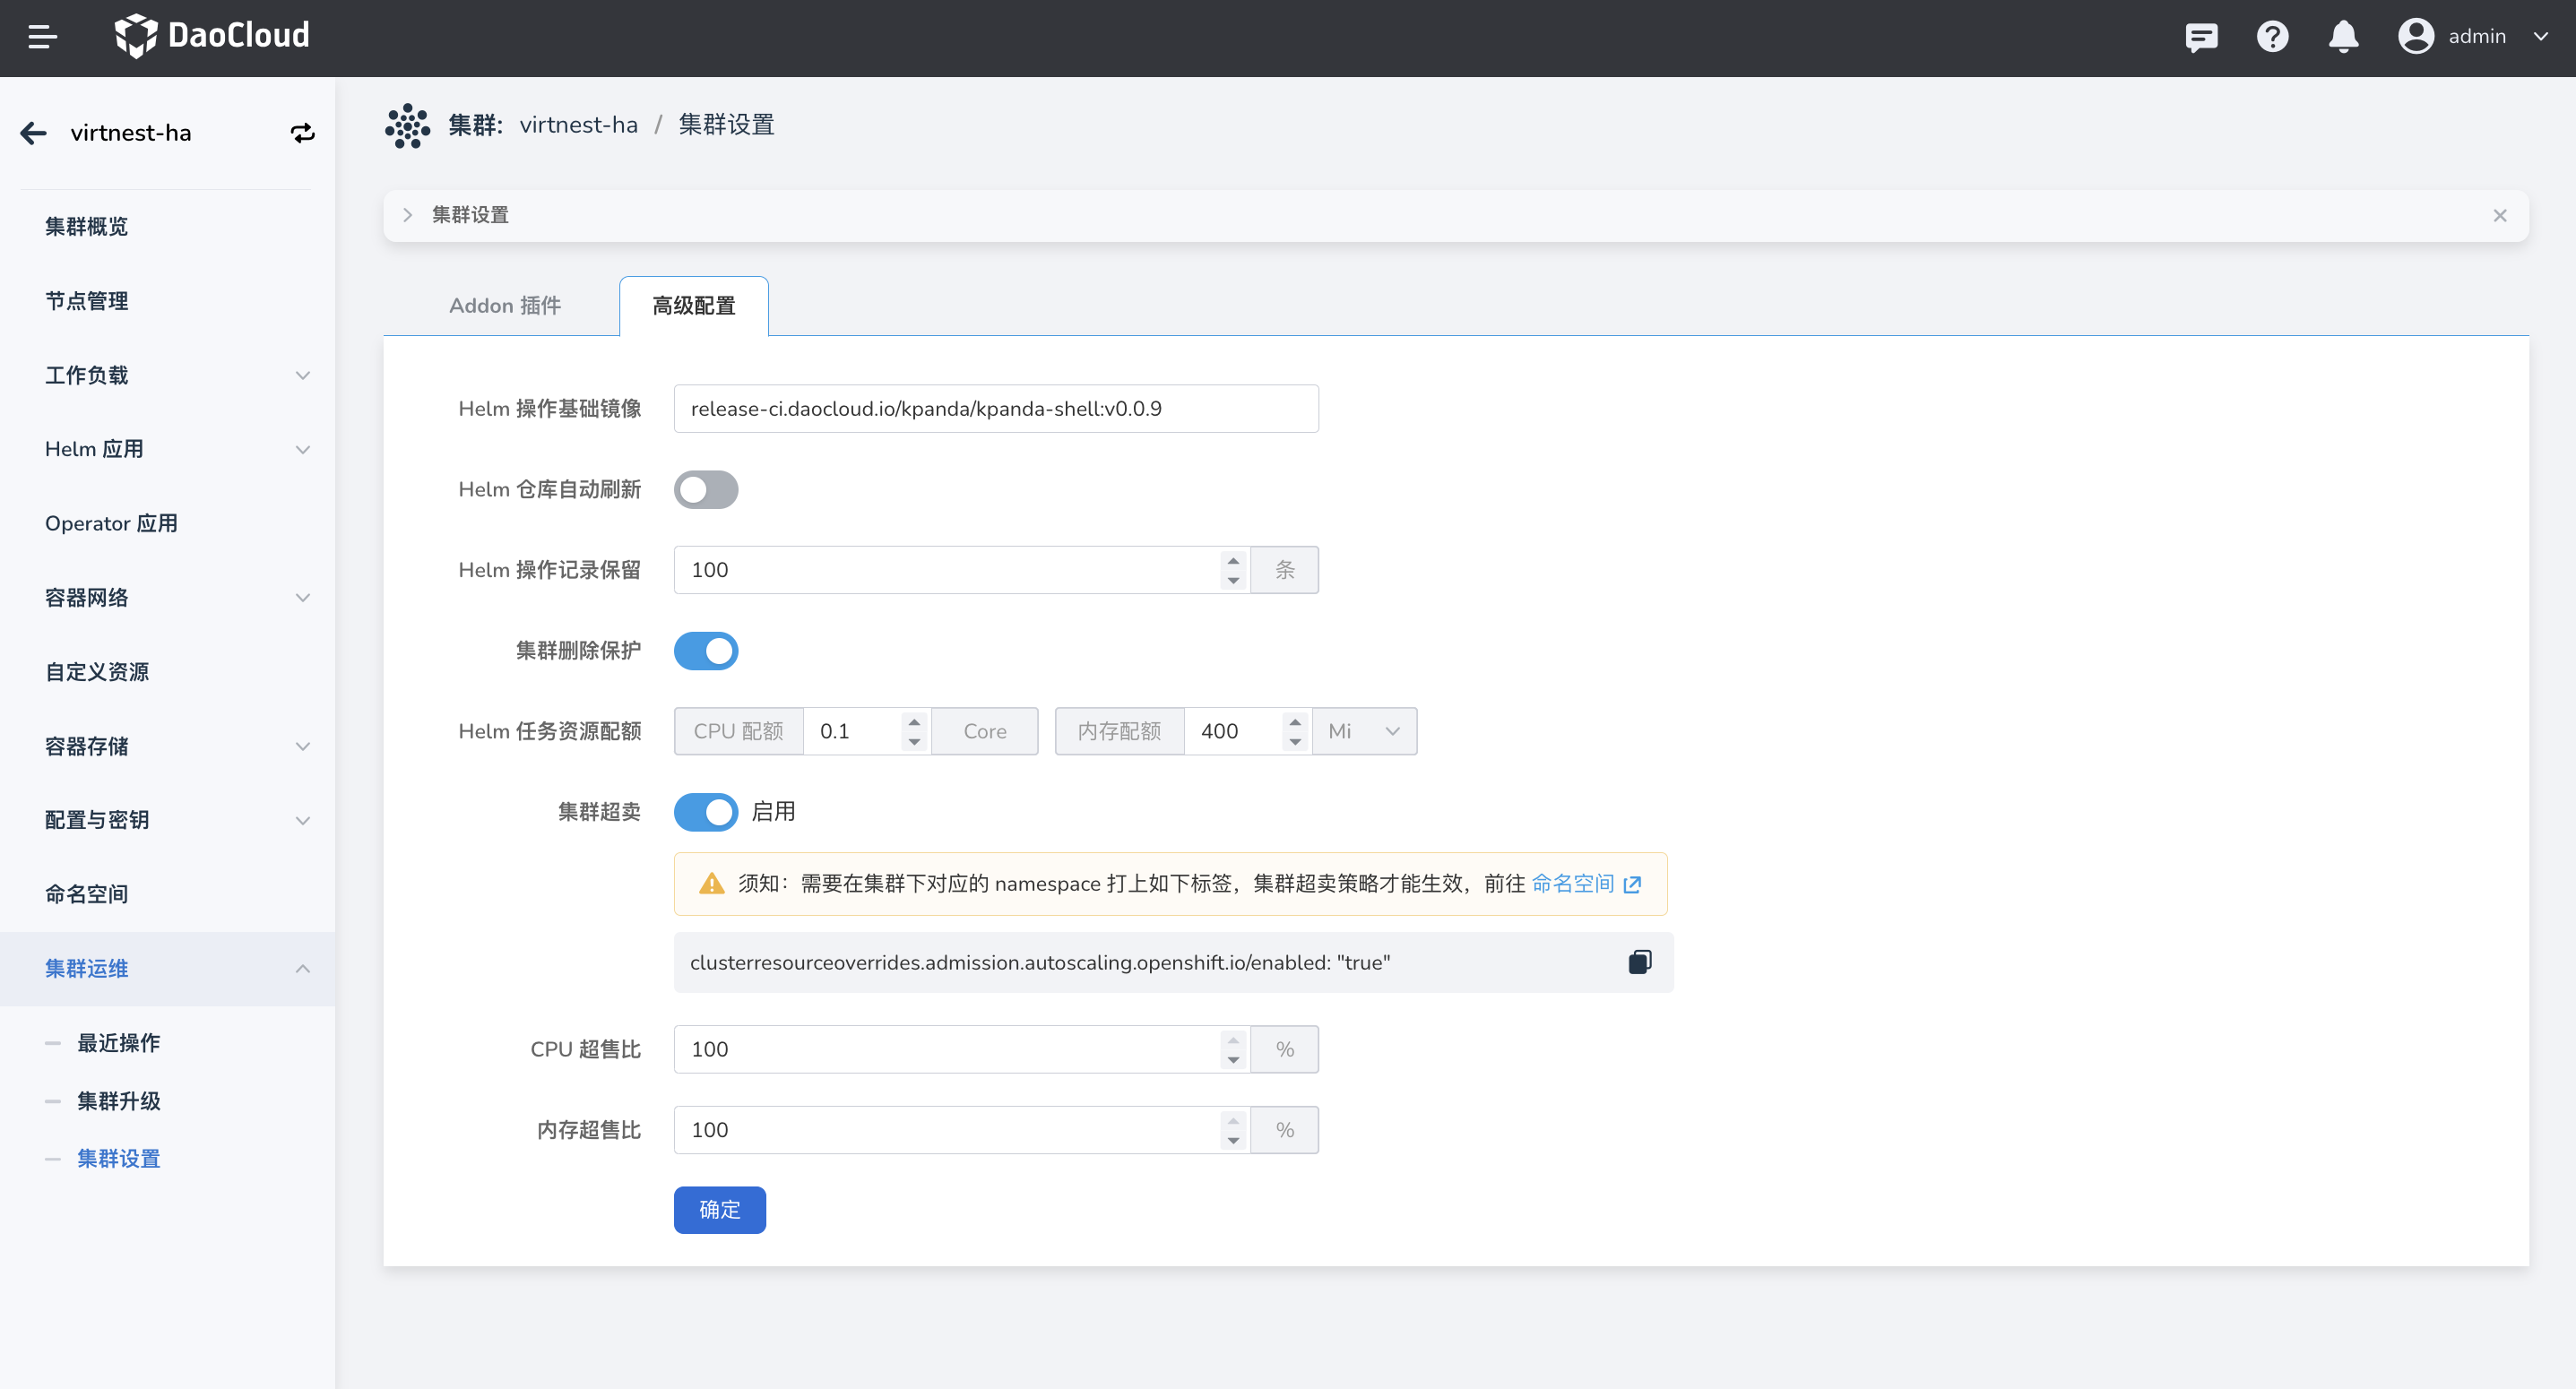 DaoCloud
admin
virtnest-ha
集群概览
节点管理
工作负载
Helm 应用
Operator 应用
容器网络
自定义资源
容器存储
配置与密钥
命名空间
集群运维
最近操作
集群升级
集群设置
集群: virtnest-ha / 集群设置
集群设置
Addon 插件
高级配置
Helm 操作基础镜像 release-ci.daocloud.io/kpanda/kpanda-shell:v0.0.9
Helm 仓库自动刷新
Helm 操作记录保留 100 条
集群删除保护
Helm 任务资源配额 CPU 配额 0.1 Core 内存配额 400 Mi
集群超卖 启用
须知：需要在集群下对应的 namespace 打上如下标签，集群超卖策略才能生效，前往 命名空间
clusterresourceoverrides.admission.autoscaling.openshift.io/enabled: "true"
CPU 超售比 100 %
内存超售比 100 %
确定